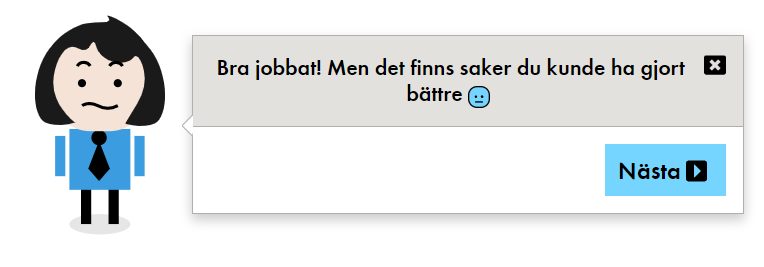 Bra jobbat! Men det finns saker du kunde ha gjort
bättre
Nästa